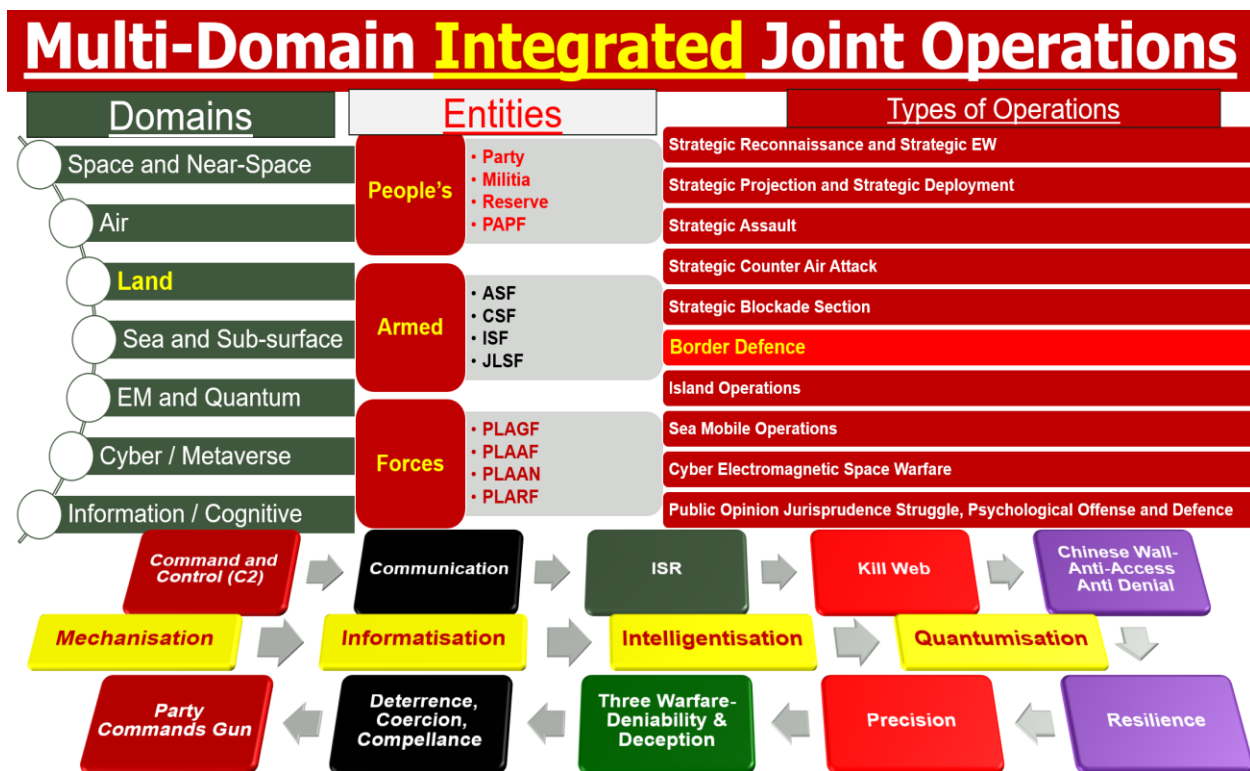 Multi-Domain Integrated Joint Operations
Domains
Space and Near-Space
Air
Land
Sea and Sub-surface
EM and Quantum
Cyber / Metaverse
Information / Cognitive
Entities
People's
• Party
• Militia
• Reserve
• PAPF
Armed
• ASF
• CSF
• ISF
• JLSF
Forces
• PLAGF
• PLAAF
• PLAAN
• PLARF
Types of Operations
Strategic Reconnaissance and Strategic EW
Strategic Projection and Strategic Deployment
Strategic Assault
Strategic Counter Air Attack
Strategic Blockade Section
Border Defence
Island Operations
Sea Mobile Operations
Cyber Electromagnetic Space Warfare
Public Opinion Jurisprudence Struggle, Psychological Offense and Defence
Command and
Control (C2)
Communication
ISR
Kill Web
Chinese Wall-
Anti-Access
Anti Denial
Mechanisation
Informatisation
Intelligentisation
Quantumisation
Party
Commands Gun
Deterrence,
Coercion,
Compellance
Three Warfare-
Deniability &
Deception
Precision
Resilience